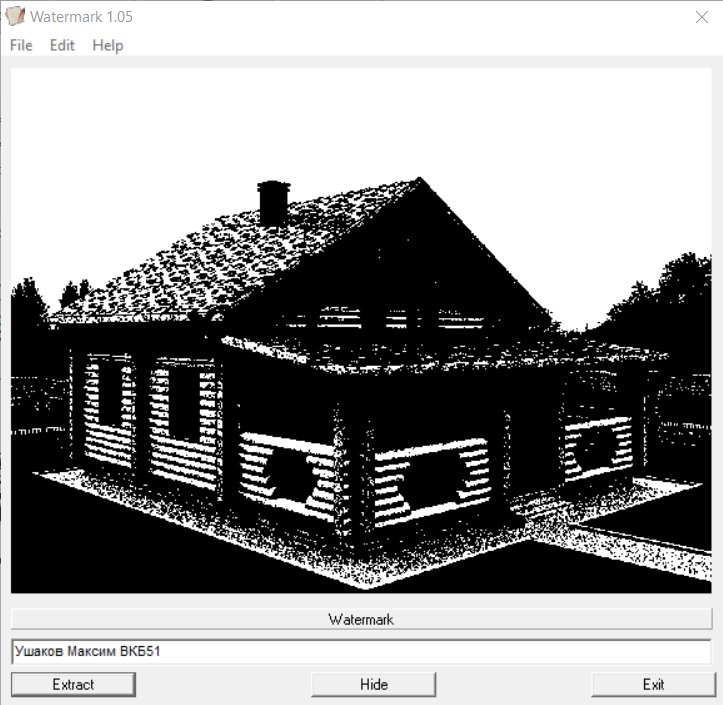 Watermark 1.05
File Edit Help
Watermark
Ушаков Максим ВКБ51
Extract Hide Exit